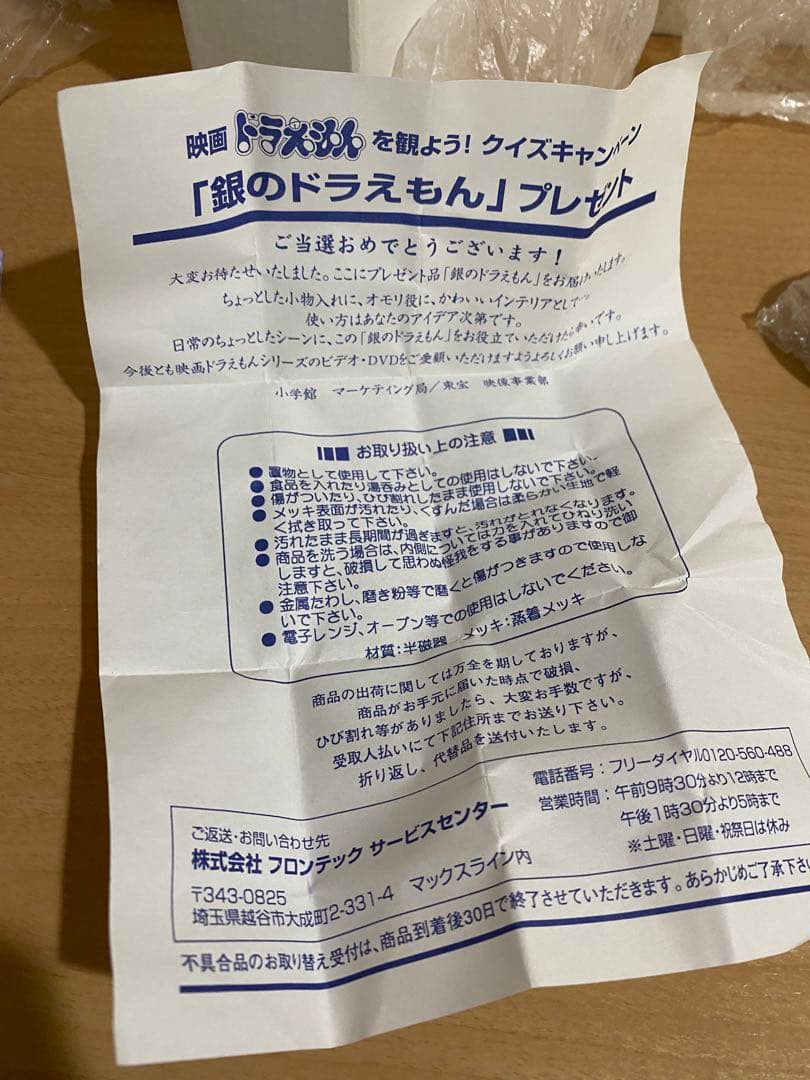 映画ドラえもんを観よう!クイズキャンペーン
「銀のドラえもん」プレゼント
ご当選おめでとうございます!
大変お待たせいたしました。ここにプレゼント品「銀のドラえもん」をお届けいたします。
ちょっとした小物入れに、オモリ役に、かわいいインテリアとして…
使い方はあなたのアイデア次第です。
日常のちょっとしたシーンに、この「銀のドラえもん」をお役立ていただけたら幸いです。
今後とも映画ドラえもんシリーズのビデオ・DVDをご愛顧いただけますようよろしくお願い申し上げます。
小学館 マーケティング局/東宝 映像事業部
お取り扱い上の注意
●置物として使用して下さい。
●食品を入れたり湯呑みとしての使用はしないで下さい。
●傷がついたり、ひび割れしたまま使用しないで下さい。
●メッキ表面が汚れたり、くすんだ場合は柔らかい生地で軽
く拭き取って下さい。
●汚れたまま長期間が過ぎますと、汚れがとれなくなります。
●商品を洗う場合は、内側については力を入れてひねり洗い
しますと、破損して思わぬ怪我をする事がありますので御
注意下さい。
●金属たわし、磨き粉等で磨くと傷がつきますので使用しな
いで下さい。
●電子レンジ、オーブン等での使用はしないでください。
材質:半磁器 メッキ:蒸着メッキ
商品の出荷に関しては万全を期しておりますが、
商品がお手元に届いた時点で破損、
ひび割れ等がありましたら、大変お手数ですが、
受取人払いにて下記住所までお送り下さい。
折り返し、代替品を送付いたします。
ご返送・お問い合わせ先
株式会社 フロンテック サービスセンター
〒343-0825
埼玉県越谷市大成町2-331-4 マックスライン内
電話番号:フリーダイヤル0120-560-488
営業時間:午前9時30分より12時まで
午後1時30分より5時まで
※土曜・日曜・祝祭日は休み
不具合品のお取り替え受付は、商品到着後30日で終了させていただきます。あらかじめご了承下さい